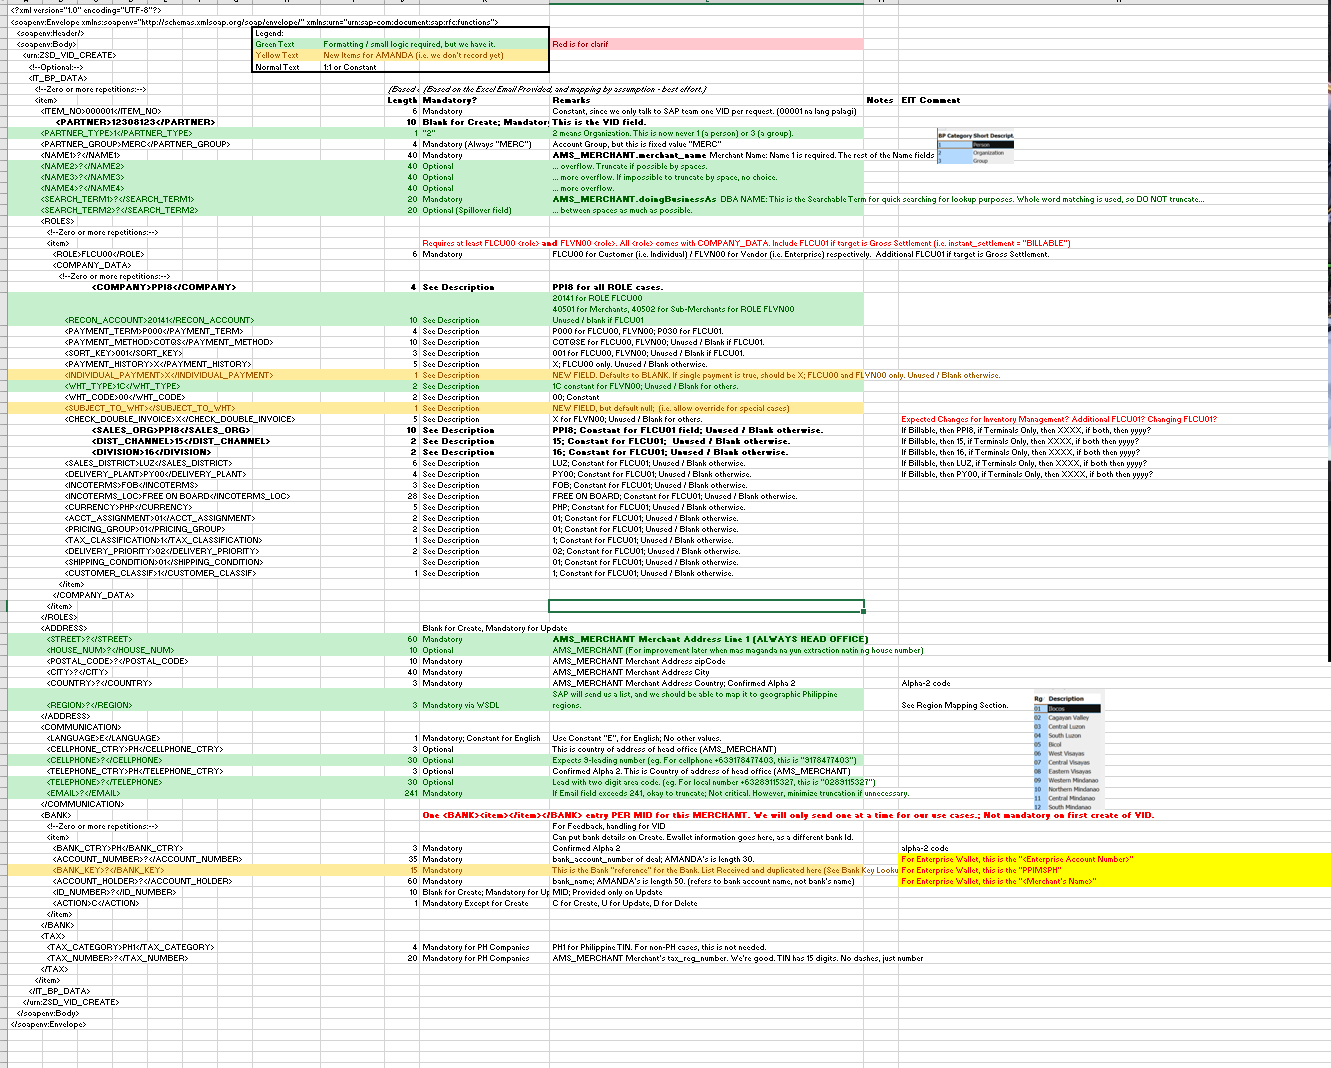 <?xml version="1.0" encoding="UTF-8"?>
<soapenv:Envelope xmlns:soapenv="http://schemas.xmlsoap.org/soap/envelope/" xmlns:urn="urn:sap-com:document:sap:rfc:functions">
<soapenv:Header/> Legend:
<soapenv:Body> Green Text Formatting / small logic required, but we have it. Red is for clarif
<urn:ZSD_VID_CREATE> Yellow Text New Items for AMANDA (i.e. we don't record yet)
<!--Optional:--> Normal Text 1:1 or Constant
<IT_BP_DATA>
<!--Zero or more repetitions:--> (Based (Based on the Excel Email Provided, and mapping by assumption - best effort.)
<item> Length Mandatory? Remarks Notes EIT Comment
<ITEM_NO>000001</ITEM_NO> 6 Mandatory Constant, since we only talk to SAP team one VID per request. (00001 na lang palagi)
<PARTNER>12308123</PARTNER> 10 Blank for Create; Mandator This is the VID field.
<PARTNER_TYPE>1</PARTNER_TYPE> 1 "2" 2 means Organization. This is now never 1 (a person) or 3 (a group).
BP Category Short Descript.
<PARTNER_GROUP>MERC</PARTNER_GROUP> 4 Mandatory (Always "MERC") Account Group, but this is fixed value "MERC"
1 Person
<NAME1>?</NAME1> 40 Mandatory AMS_MERCHANT.merchant_name Merchant Name: Name 1 is required. The rest of the Name fields
2 Organization
3 Group
<NAME2>?</NAME2> 40 Optional ... overflow. Truncate if possible by spaces.
<NAME3>?</NAME3> 40 Optional ... more overflow. If impossible to truncate by space, no choice.
<NAME4>?</NAME4> 40 Optional ... more overflow.
<SEARCH_TERM1>?</SEARCH_TERM1> 20 Mandatory AMS_MERCHANT.doingBusinessAs DBA NAME: This is the Searchable Term for quick searching for lookup purposes. Whole word matching is used, so DO NOT truncate...
<SEARCH_TERM2>?</SEARCH_TERM2> 20 Optional (Spillover field) ... between spaces as much as possible.
<ROLES>
<!--Zero or more repetitions:-->
<item> Requires at least FLCU00 <role> and FLVN00 <role>. All <role> comes with COMPANY_DATA. Include FLCU01 if target is Gross Settlement (i.e. instant_settlement = "BILLABLE")
<ROLE>FLCU00</ROLE> 6 Mandatory FLCU00 for Customer (i.e. Individual) / FLVN00 for Vendor (i.e. Enterprise) respectively. Additional FLCU01 if target is Gross Settlement.
<COMPANY_DATA>
<!--Zero or more repetitions:-->
<COMPANY>PPI8</COMPANY> 4 See Description PPI8 for all ROLE cases.
20141 for ROLE FLCU00
40501 for Merchants, 40502 for Sub-Merchants for ROLE FLVN00
<RECON_ACCOUNT>20141</RECON_ACCOUNT> 10 See Description Unused / blank if FLCU01
<PAYMENT_TERM>P000</PAYMENT_TERM> 4 See Description P000 for FLCU00, FLVN00; P030 for FLCU01.
<PAYMENT_METHOD>COTQS</PAYMENT_METHOD> 10 See Description COTQSE for FLCU00, FLVN00; Unused / Blank if FLCU01.
<SORT_KEY>001</SORT_KEY> 3 See Description 001 for FLCU00, FLVN00; Unused / Blank if FLCU01.
<PAYMENT_HISTORY>X</PAYMENT_HISTORY> 5 See Description X; FLCU00 only. Unused / Blank otherwise.
<INDIVIDUAL_PAYMENT>X</INDIVIDUAL_PAYMENT> 1 See Description NEW FIELD. Defaults to BLANK. If single payment is true, should be X; FLCU00 and FLVN00 only. Unused / Blank otherwise.
<WHT_TYPE>1C</WHT_TYPE> 2 See Description 1C constant for FLVN00; Unused / Blank for others.
<WHT_CODE>00</WHT_CODE> 2 See Description 00; Constant
<SUBJECT_TO_WHT></SUBJECT_TO_WHT> 1 See Description NEW FIELD, but default null; (i.e. allow override for special cases)
<CHECK_DOUBLE_INVOICE>X</CHECK_DOUBLE_INVOICE> 5 See Description X for FLVN00; Unused / Blank for others. Expected Changes for Inventory Management? Additional FLCU01? Changing FLCU01?
<SALES_ORG>PPI8</SALES_ORG> 10 See Description PPI8; Constant for FLCU01 field; Unused / Blank otherwise. If Billable, then PPI8, if Terminals Only, then XXXX, if both, then yyyy?
<DIST_CHANNEL>15</DIST_CHANNEL> 2 See Description 15; Constant for FLCU01; Unused / Blank otherwise. If Billable, then 15, if Terminals Only, then XXXX, if both then yyyy?
<DIVISION>16</DIVISION> 2 See Description 16; Constant for FLCU01; Unused / Blank otherwise. If Billable, then 16, if Terminals Only, then XXXX, if both then yyyy?
<SALES_DISTRICT>LUZ</SALES_DISTRICT> 6 See Description LUZ; Constant for FLCU01; Unused / Blank otherwise. If Billable, then LUZ, if Terminals Only, then XXXX, if both then yyyy?
<DELIVERY_PLANT>PY00</DELIVERY_PLANT> 4 See Description PY00; Constant for FLCU01; Unused / Blank otherwise. If Billable, then PY00, if Terminals Only, then XXXX, if both then yyyy?
<INCOTERMS>FOB</INCOTERMS> 3 See Description FOB; Constant for FLCU01; Unused / Blank otherwise.
<INCOTERMS_LOC>FREE ON BOARD</INCOTERMS_LOC> 28 See Description FREE ON BOARD; Constant for FLCU01; Unused / Blank otherwise.
<CURRENCY>PHP</CURRENCY> 5 See Description PHP; Constant for FLCU01; Unused / Blank otherwise.
<ACCT_ASSIGNMENT>01</ACCT_ASSIGNMENT> 2 See Description 01; Constant for FLCU01; Unused / Blank otherwise.
<PRICING_GROUP>01</PRICING_GROUP> 2 See Description 01; Constant for FLCU01; Unused / Blank otherwise.
<TAX_CLASSIFICATION>1</TAX_CLASSIFICATION> 1 See Description 1; Constant for FLCU01; Unused / Blank otherwise.
<DELIVERY_PRIORITY>02</DELIVERY_PRIORITY> 2 See Description 02; Constant for FLCU01; Unused / Blank otherwise.
<SHIPPING_CONDITION>01</SHIPPING_CONDITION> See Description 01; Constant for FLCU01; Unused / Blank otherwise.
<CUSTOMER_CLASSIF>1</CUSTOMER_CLASSIF> 1 See Description 1; Constant for FLCU01; Unused / Blank otherwise.
</item>
</COMPANY_DATA>
</item>
</ROLES>
<ADDRESS> Blank for Create, Mandatory for Update
<STREET>?</STREET> 60 Mandatory AMS_MERCHANT Merchant Address Line 1 (ALWAYS HEAD OFFICE)
<HOUSE_NUM>?</HOUSE_NUM> 10 Optional AMS_MERCHANT (For improvement later when mas maganda na yun extraction natin ng house number)
<POSTAL_CODE>?</POSTAL_CODE> 10 Mandatory AMS_MERCHANT Merchant Address zipCode
<CITY>?</CITY> 40 Mandatory AMS_MERCHANT Merchant Address City
<COUNTRY>?</COUNTRY> 3 Mandatory AMS_MERCHANT Merchant Address Country; Confirmed Alpha 2 Alpha-2 code
SAP will send us a list, and we should be able to map it to geographic Philippine
<REGION>?</REGION> 3 Mandatory via WSDL regions. See Region Mapping Section.
Rg Description
01 Ilocos
02 Cagayan Valley
03 Central Luzon
04 South Luzon
05 Bicol
06 West Visayas
07 Central Visayas
08 Eastern Visayas
09 Western Mindanao
10 Northern Mindanao
11 Central Mindanao
12 South Mindanao
</ADDRESS>
<COMMUNICATION>
<LANGUAGE>E</LANGUAGE> 1 Mandatory; Constant for English Use Constant "E", for English; No other values.
<CELLPHONE_CTRY>PH</CELLPHONE_CTRY> 3 Optional This is country of address of head office (AMS_MERCHANT)
<CELLPHONE>?</CELLPHONE> 30 Optional Expects 9-leading number (eg. For cellphone +639178477403, this is "9178477403")
<TELEPHONE_CTRY>PH</TELEPHONE_CTRY> 3 Optional Confirmed Alpha 2. This is Country of address of head office (AMS_MERCHANT)
<TELEPHONE>?</TELEPHONE> 30 Optional Lead with two digit area code. (eg. For local number +63289115327, this is "0289115327")
<EMAIL>?</EMAIL> 241 Mandatory If Email field exceeds 241, okay to truncate; Not critical. However, minimize truncation if unnecessary.
</COMMUNICATION>
<BANK> One <BANK><item></item></BANK> entry PER MID for this MERCHANT. We will only send one at a time for our use cases.; Not mandatory on first create of VID.
<!--Zero or more repetitions:--> For Feedback, handling for VID
<item> Can put bank details on Create. Ewallet information goes here, as a different bank Id.
<BANK_CTRY>PH</BANK_CTRY> 3 Mandatory Confirmed Alpha 2 alpha-2 code
<ACCOUNT_NUMBER>?</ACCOUNT_NUMBER> 35 Mandatory bank_account_number of deal; AMANDA's is length 30. For Enterprise Wallet, this is the "<Enterprise Account Number>"
<BANK_KEY>?</BANK_KEY> 15 Mandatory This is the Bank "reference" for the Bank. List Received and duplicated here (See Bank Key Looku For Enterprise Wallet, this is the "PPIMSPH"
<ACCOUNT_HOLDER>?</ACCOUNT_HOLDER> 60 Mandatory bank_name; AMANDA's is length 50. (refers to bank account name, not bank's name) For Enterprise Wallet, this is "<Merchant's Name>"
<ID_NUMBER>?</ID_NUMBER> 10 Blank for Create; Mandatory for Up MID; Provided only on Update
<ACTION>C</ACTION> 1 Mandatory Except for Create C for Create, U for Update, D for Delete
</item>
</BANK>
<TAX>
<TAX_CATEGORY>PH1</TAX_CATEGORY> 4 Mandatory for PH Companies PH1 for Philippine TIN. For non-PH cases, this is not needed.
<TAX_NUMBER>?</TAX_NUMBER> 20 Mandatory for PH Companies AMS_MERCHANT Merchant's tax_reg_number. We're good. TIN has 15 digits. No dashes, just number
</TAX>
</item>
</IT_BP_DATA>
</urn:ZSD_VID_CREATE>
</soapenv:Body>
</soapenv:Envelope>